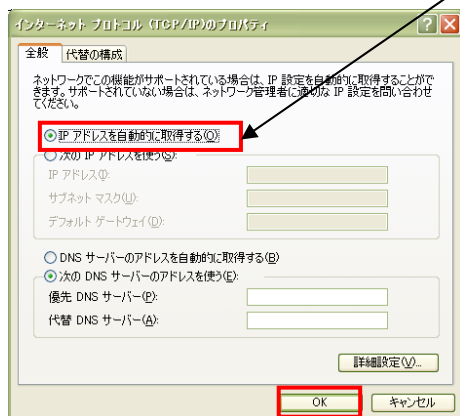 インターネット プロトコル (TCP/IP)のプロパティ
全般
代替の構成
ネットワークでこの機能がサポートされている場合は、IP 設定を自動的に取得することがで
きます。サポートされていない場合は、ネットワーク管理者に適切な IP 設定を問い合わせ
てください。
IP アドレスを自動的に取得する(O)
次の IP アドレスを使う(S):
IP アドレス(I):
サブネット マスク(U):
デフォルト ゲートウェイ(D):
DNS サーバーのアドレスを自動的に取得する(B)
次の DNS サーバーのアドレスを使う(E):
優先 DNS サーバー(P):
代替 DNS サーバー(A):
詳細設定(V)...
OK
キャンセル